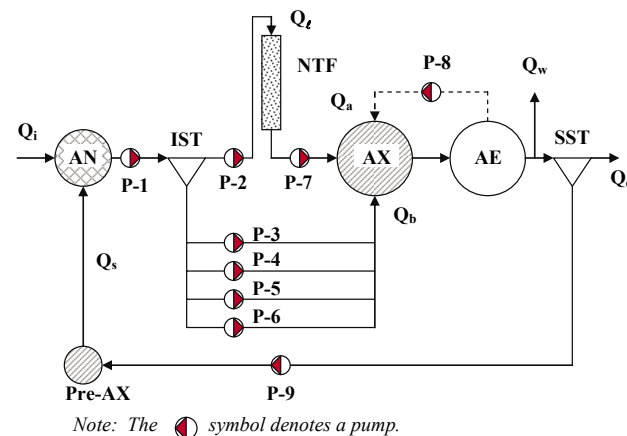 Qℓ
NTF
P-8
Qw
Qa
Qi
IST
SST
AN
AX
AE
P-1
P-2
P-7
Qb
P-3
P-4
P-5
P-6
Qs
Pre-AX
P-9
Note: The symbol denotes a pump.